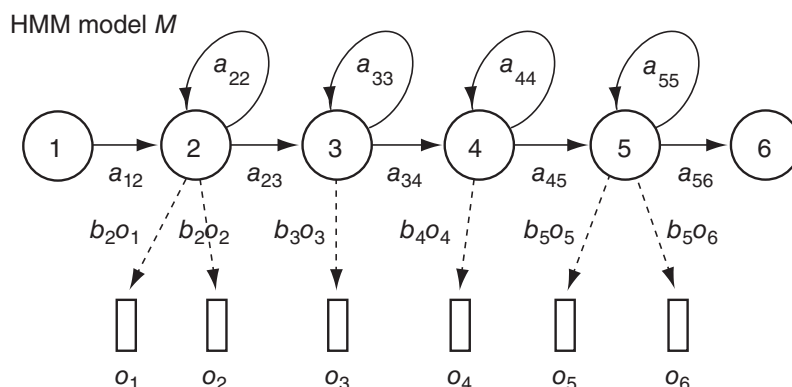 HMM model M
a22 a33 a44 a55
1 2 3 4 5 6
a12 a23 a34 a45 a56
b2o1 b2o2 b3o3 b4o4 b5o5 b5o6
o1 o2 o3 o4 o5 o6